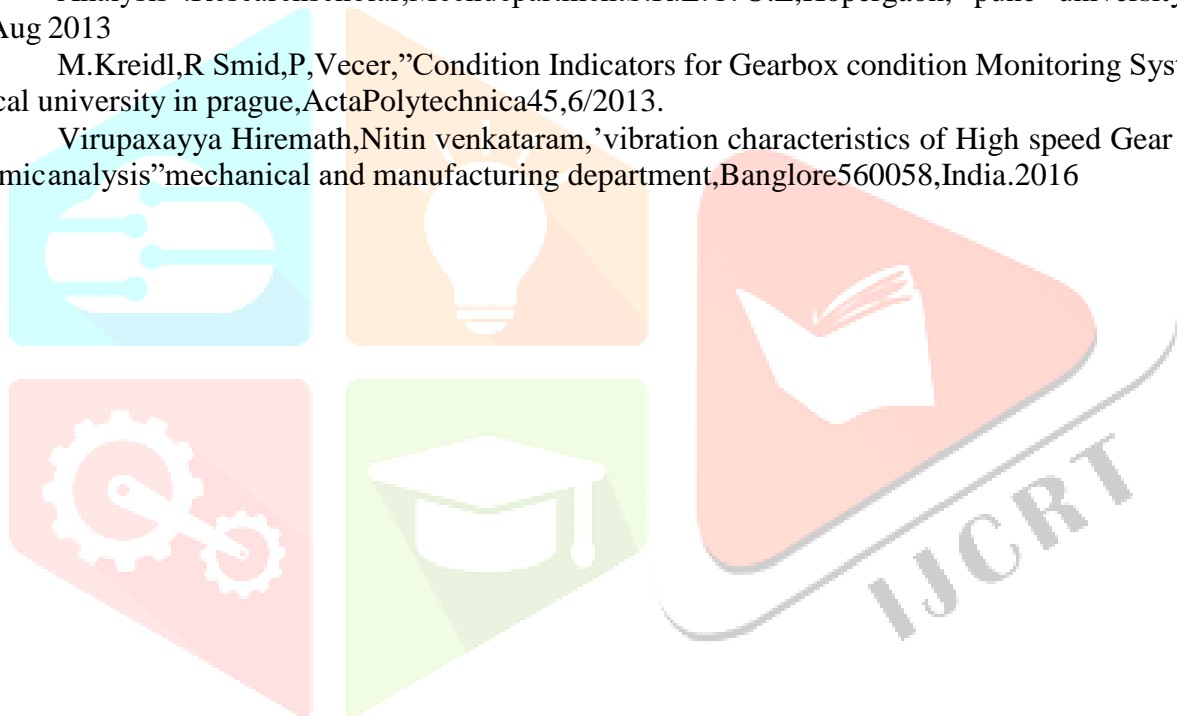 Aug 2013
M.Kreidl,R Smid,P,Vecer,”Condition Indicators for Gearbox condition Monitoring Syst
cal university in prague,ActaPolytechnica45,6/2013.
Virupaxayya Hiremath,Nitin venkataram,’vibration characteristics of High speed Gear
micanalysis”mechanical and manufacturing department,Banglore560058,India.2016
IJCRT